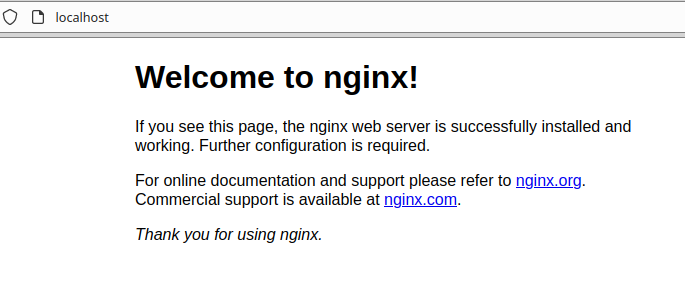 localhost
Welcome to nginx!
If you see this page, the nginx web server is successfully installed and
working. Further configuration is required.
For online documentation and support please refer to nginx.org.
Commercial support is available at nginx.com.
Thank you for using nginx.